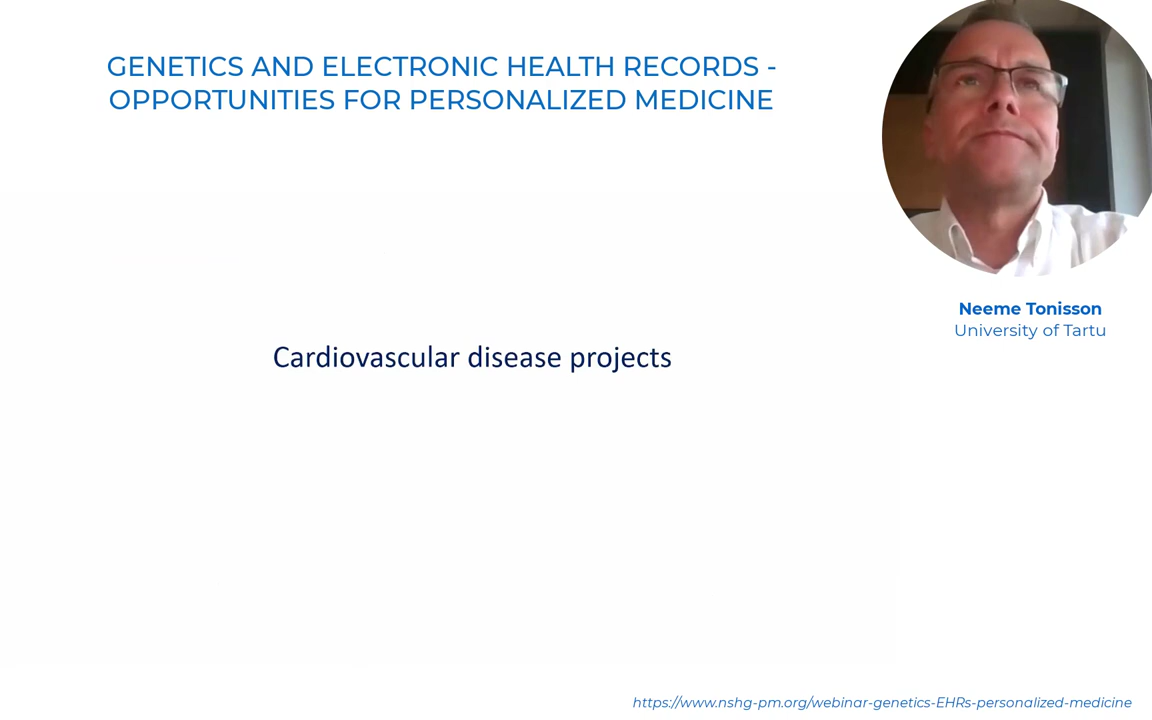 GENETICS AND ELECTRONIC HEALTH RECORDS -
OPPORTUNITIES FOR PERSONALIZED MEDICINE
Neeme Tonisson
University of Tartu
Cardiovascular disease projects
https://www.nshg-pm.org/webinar-genetics-EHRs-personalized-medicine